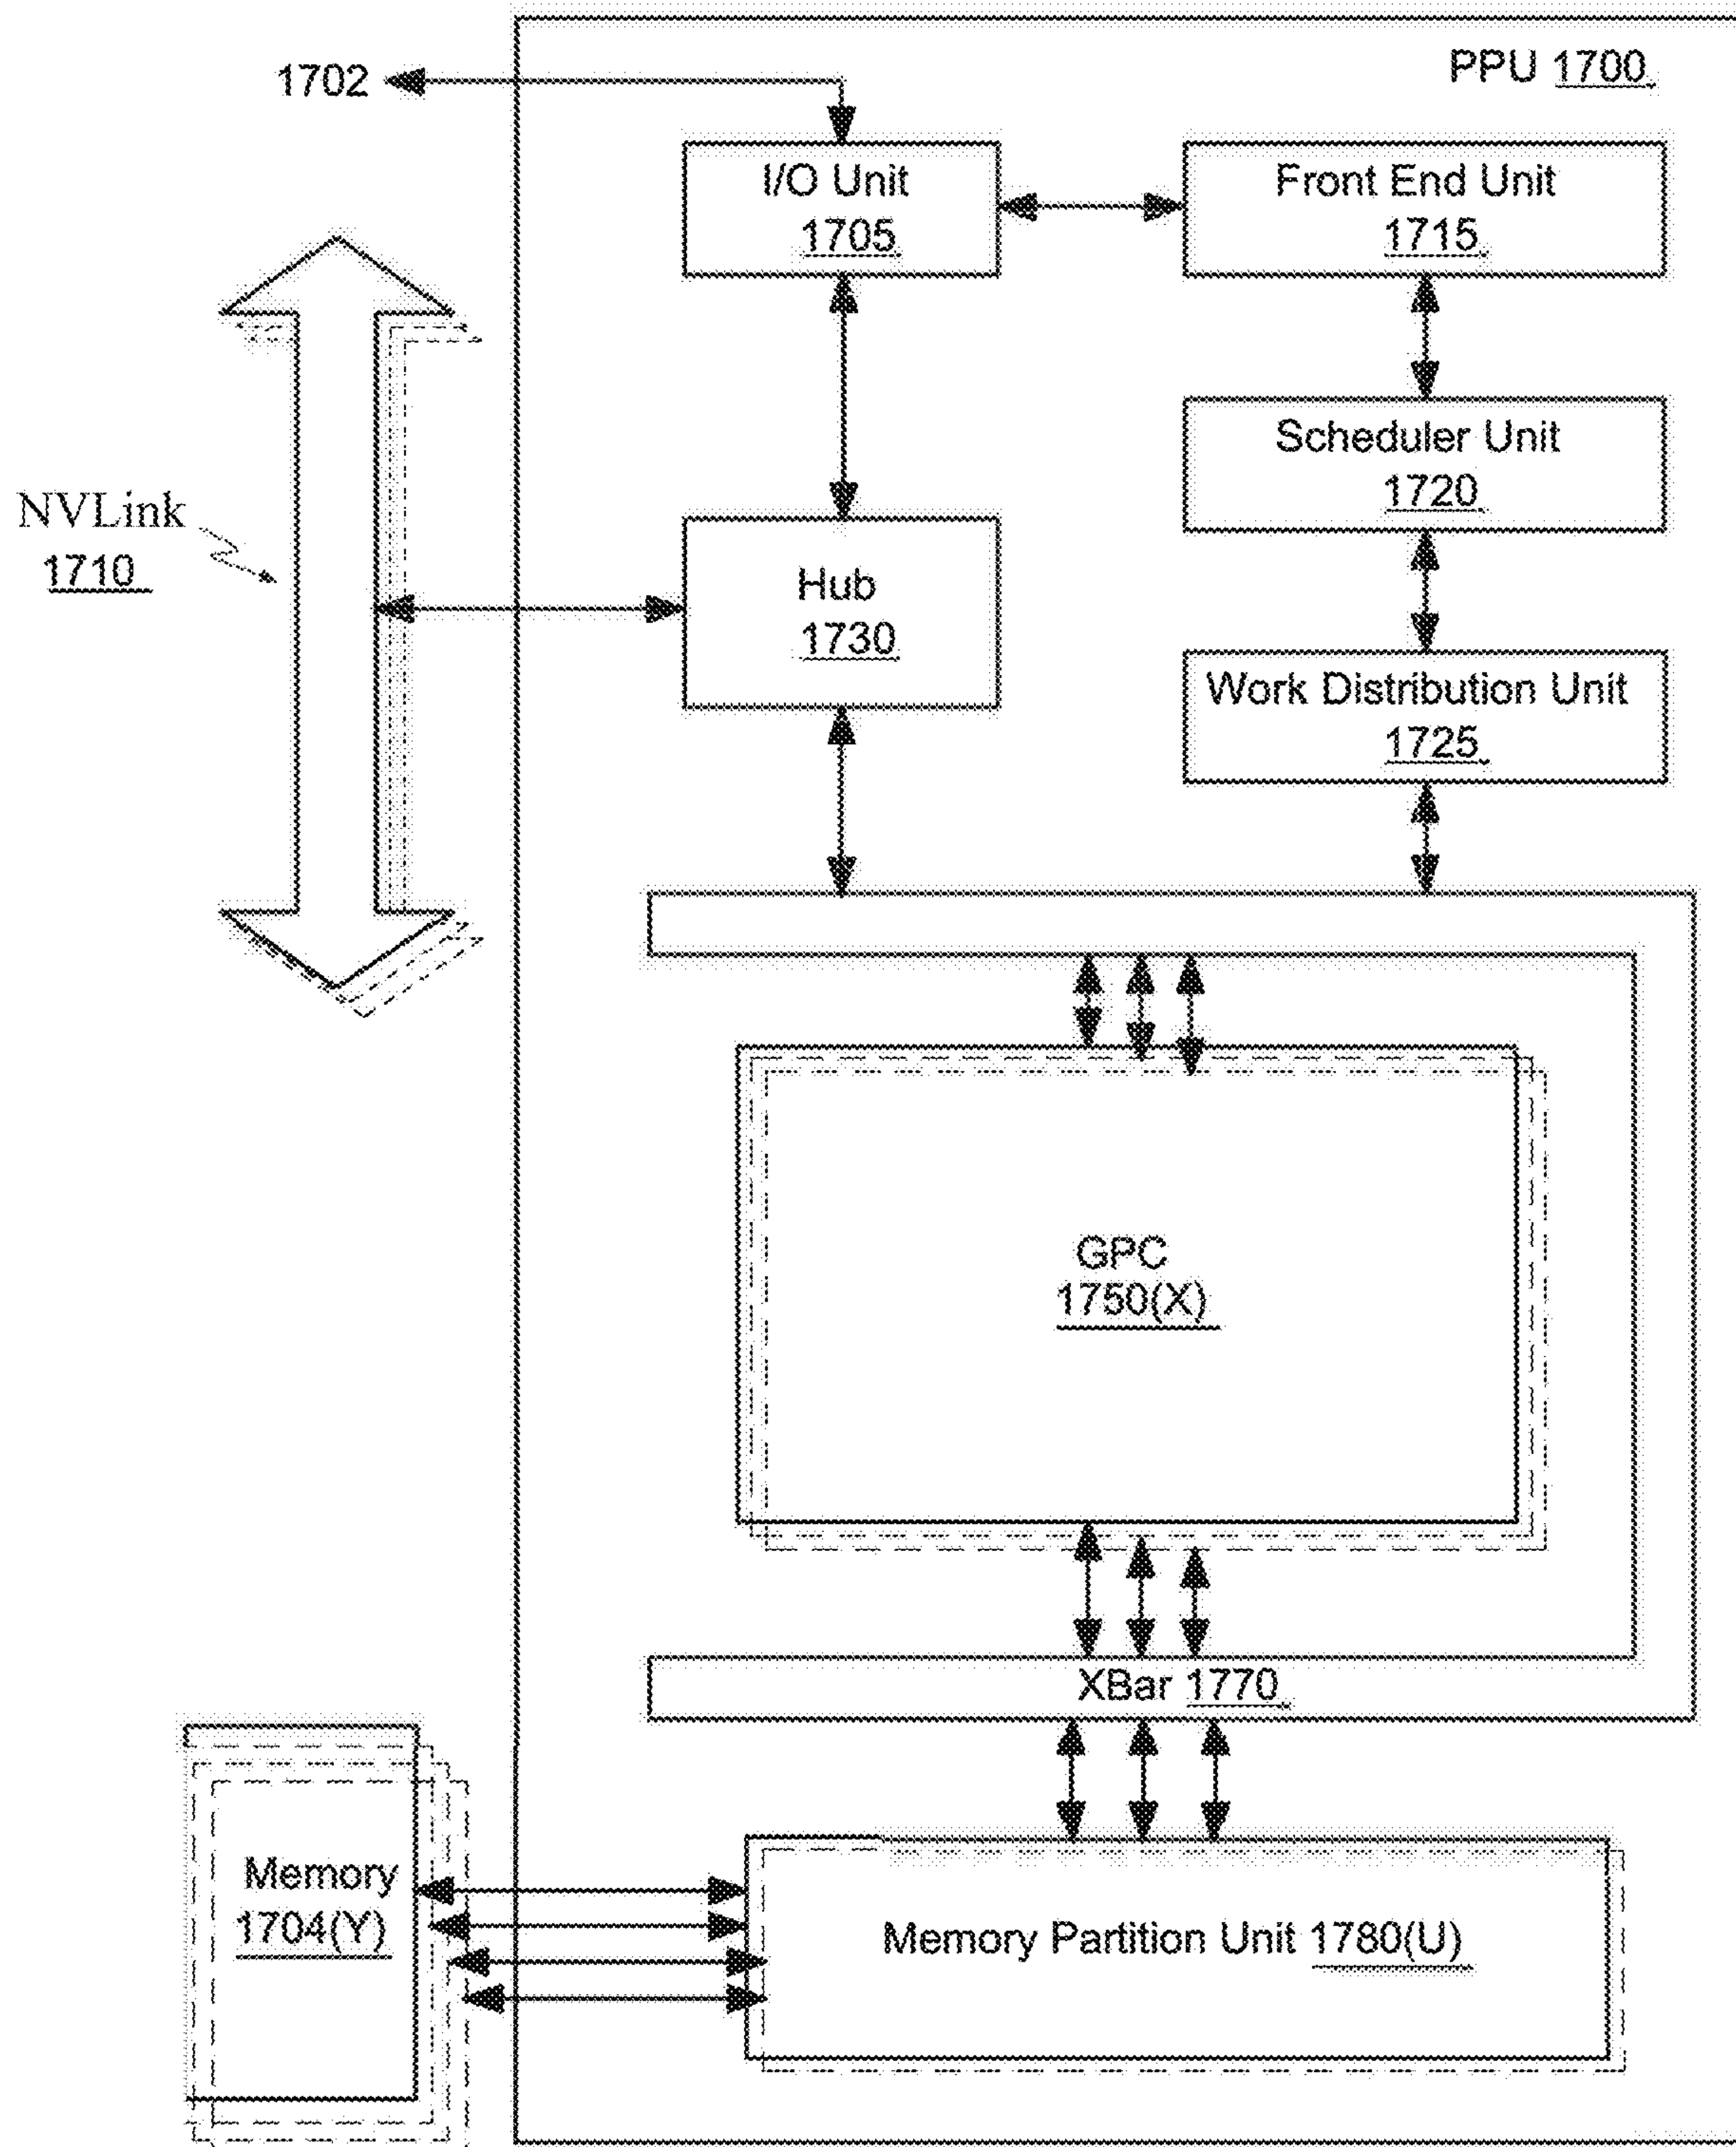 PPU 1700
1702
I/O Unit
1705
Front End Unit
1715
Scheduler Unit
1720
NVLink
1710
Hub
1730
Work Distribution Unit
1725
GPC
1750(X)
XBar 1770
Memory
1704(Y)
Memory Partition Unit 1780(U)